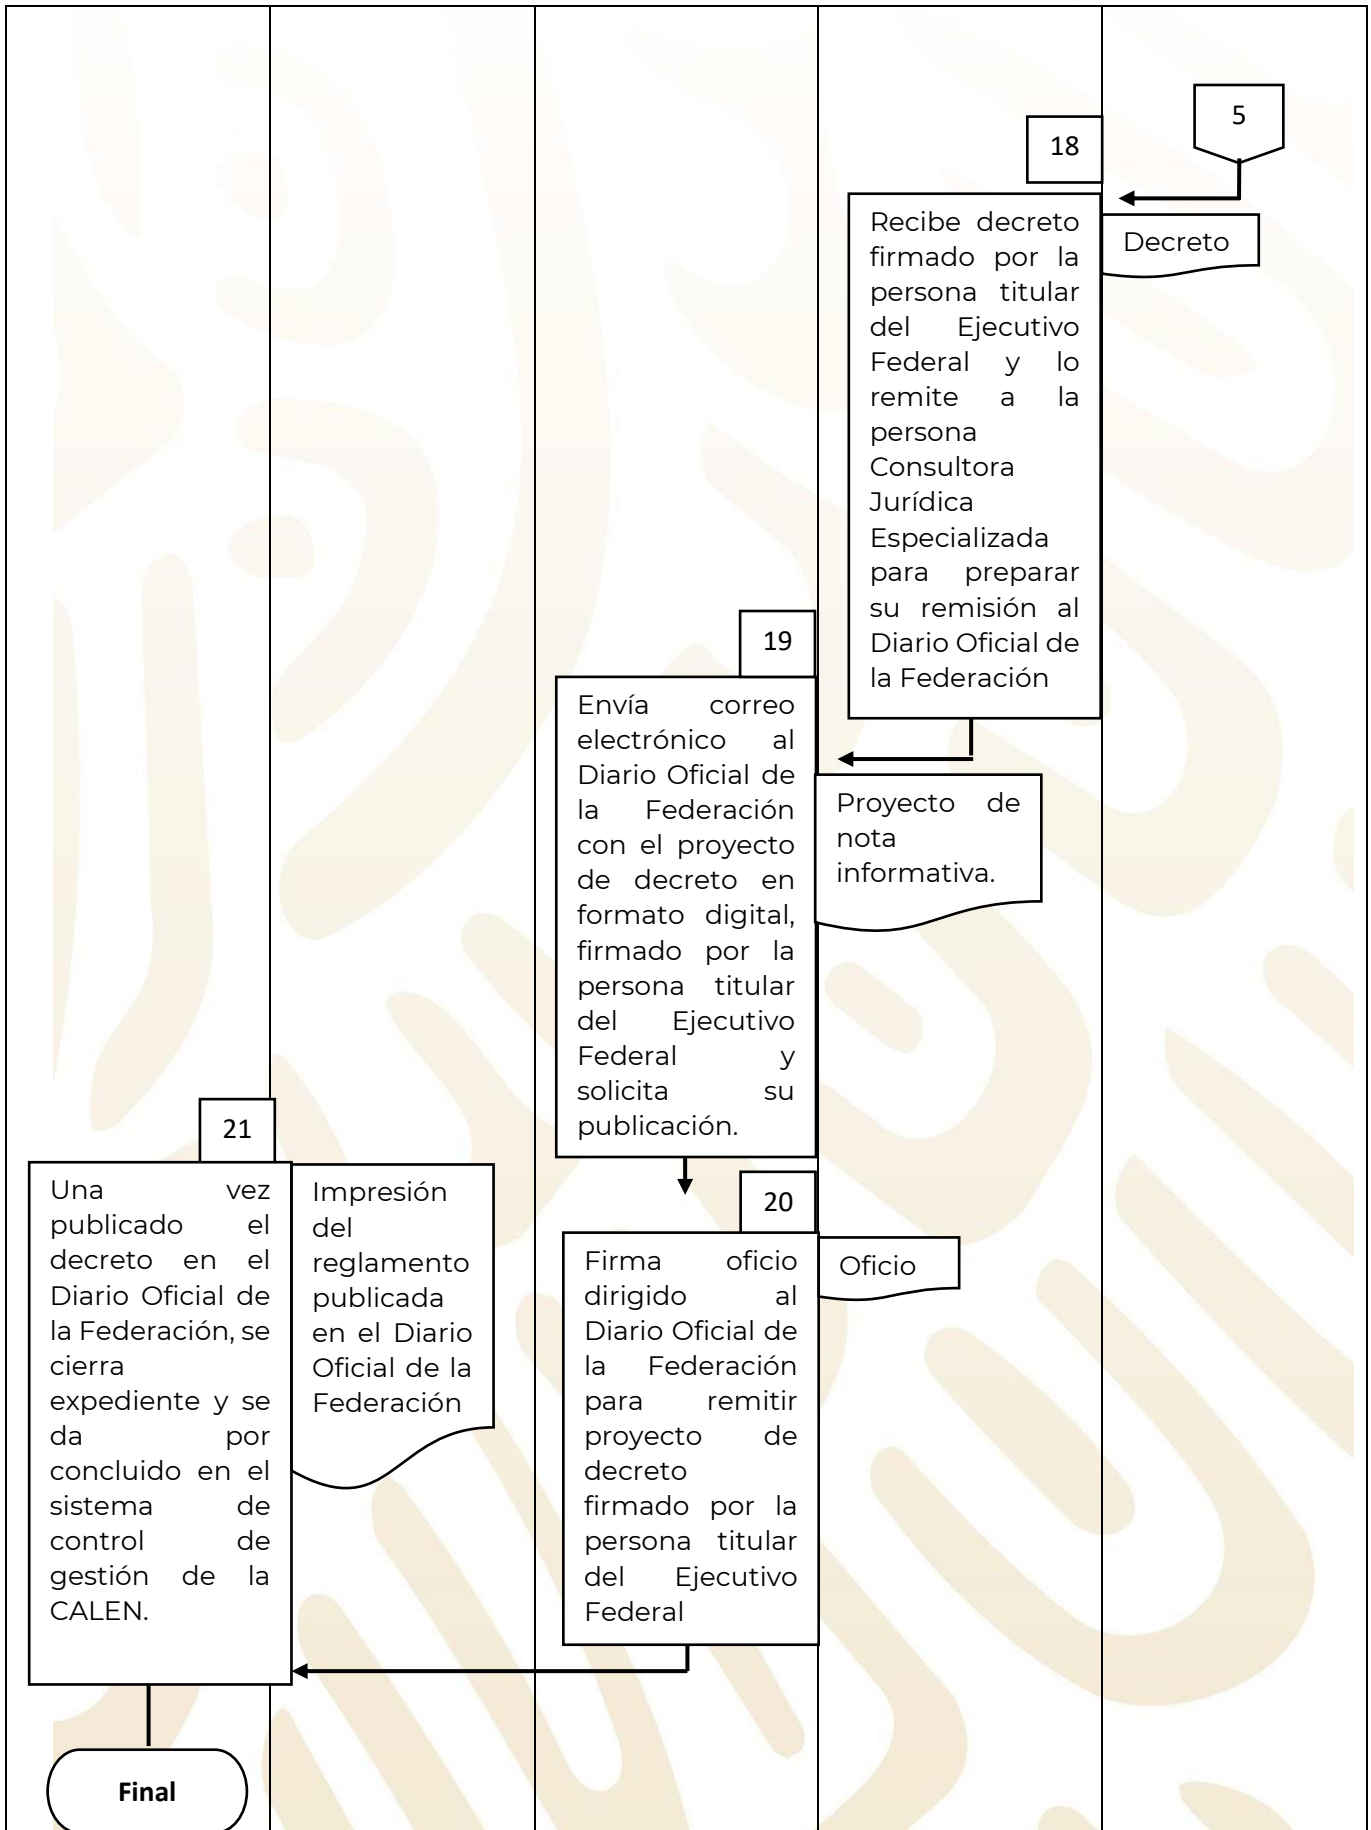 5
18
Recibe decreto
firmado por la
persona titular
del Ejecutivo
Federal y lo
remite a la
persona
Consultora
Jurídica
Especializada
para preparar
su remisión al
Diario Oficial de
la Federación
Decreto
19
Envía correo
electrónico al
Diario Oficial de
la Federación
con el proyecto
de decreto en
formato digital,
firmado por la
persona titular
del Ejecutivo
Federal y
solicita su
publicación.
Proyecto de
nota
informativa.
20
Firma oficio
dirigido al
Diario Oficial de
la Federación
para remitir
proyecto de
decreto
firmado por la
persona titular
del Ejecutivo
Federal
Oficio
21
Una vez
publicado el
decreto en el
Diario Oficial de
la Federación, se
cierra
expediente y se
da por
concluido en el
sistema de
control de
gestión de la
CALEN.
Impresión
del
reglamento
publicada
en el Diario
Oficial de la
Federación
Final